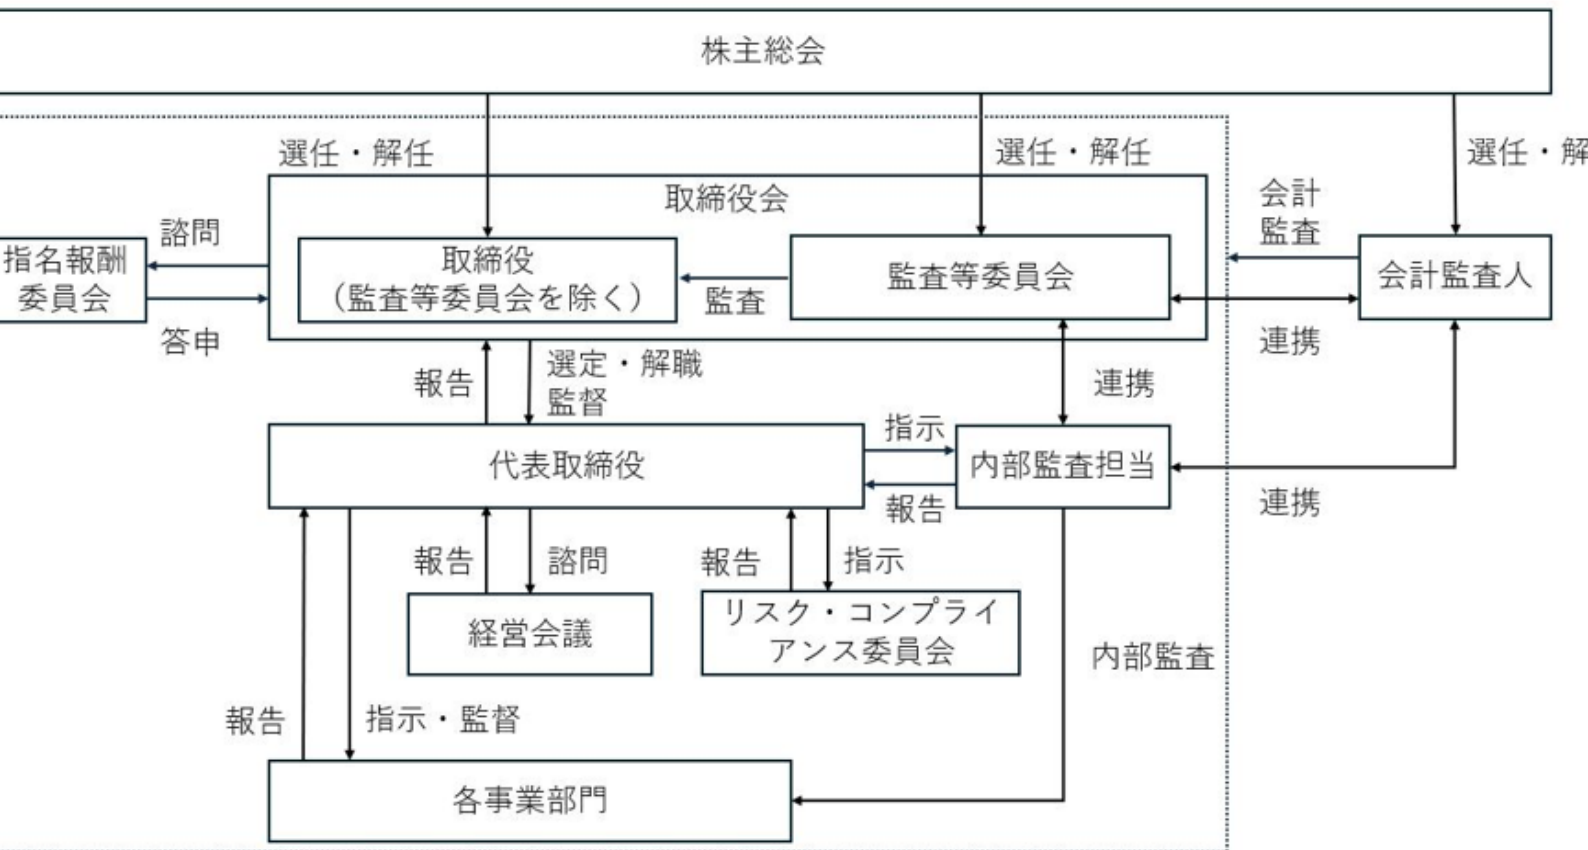 株主総会
選任・解任
選任・解任
選任・解
取締役会
会計
監査
諮問
指名報酬
委員会
答申
取締役
（監査等委員会を除く）
監査
監査等委員会
会計監査人
連携
報告
選定・解職
監督
連携
代表取締役
指示
報告
内部監査担当
連携
報告
諮問
報告
指示
経営会議
リスク・コンプライ
アンス委員会
内部監査
報告
指示・監督
各事業部門